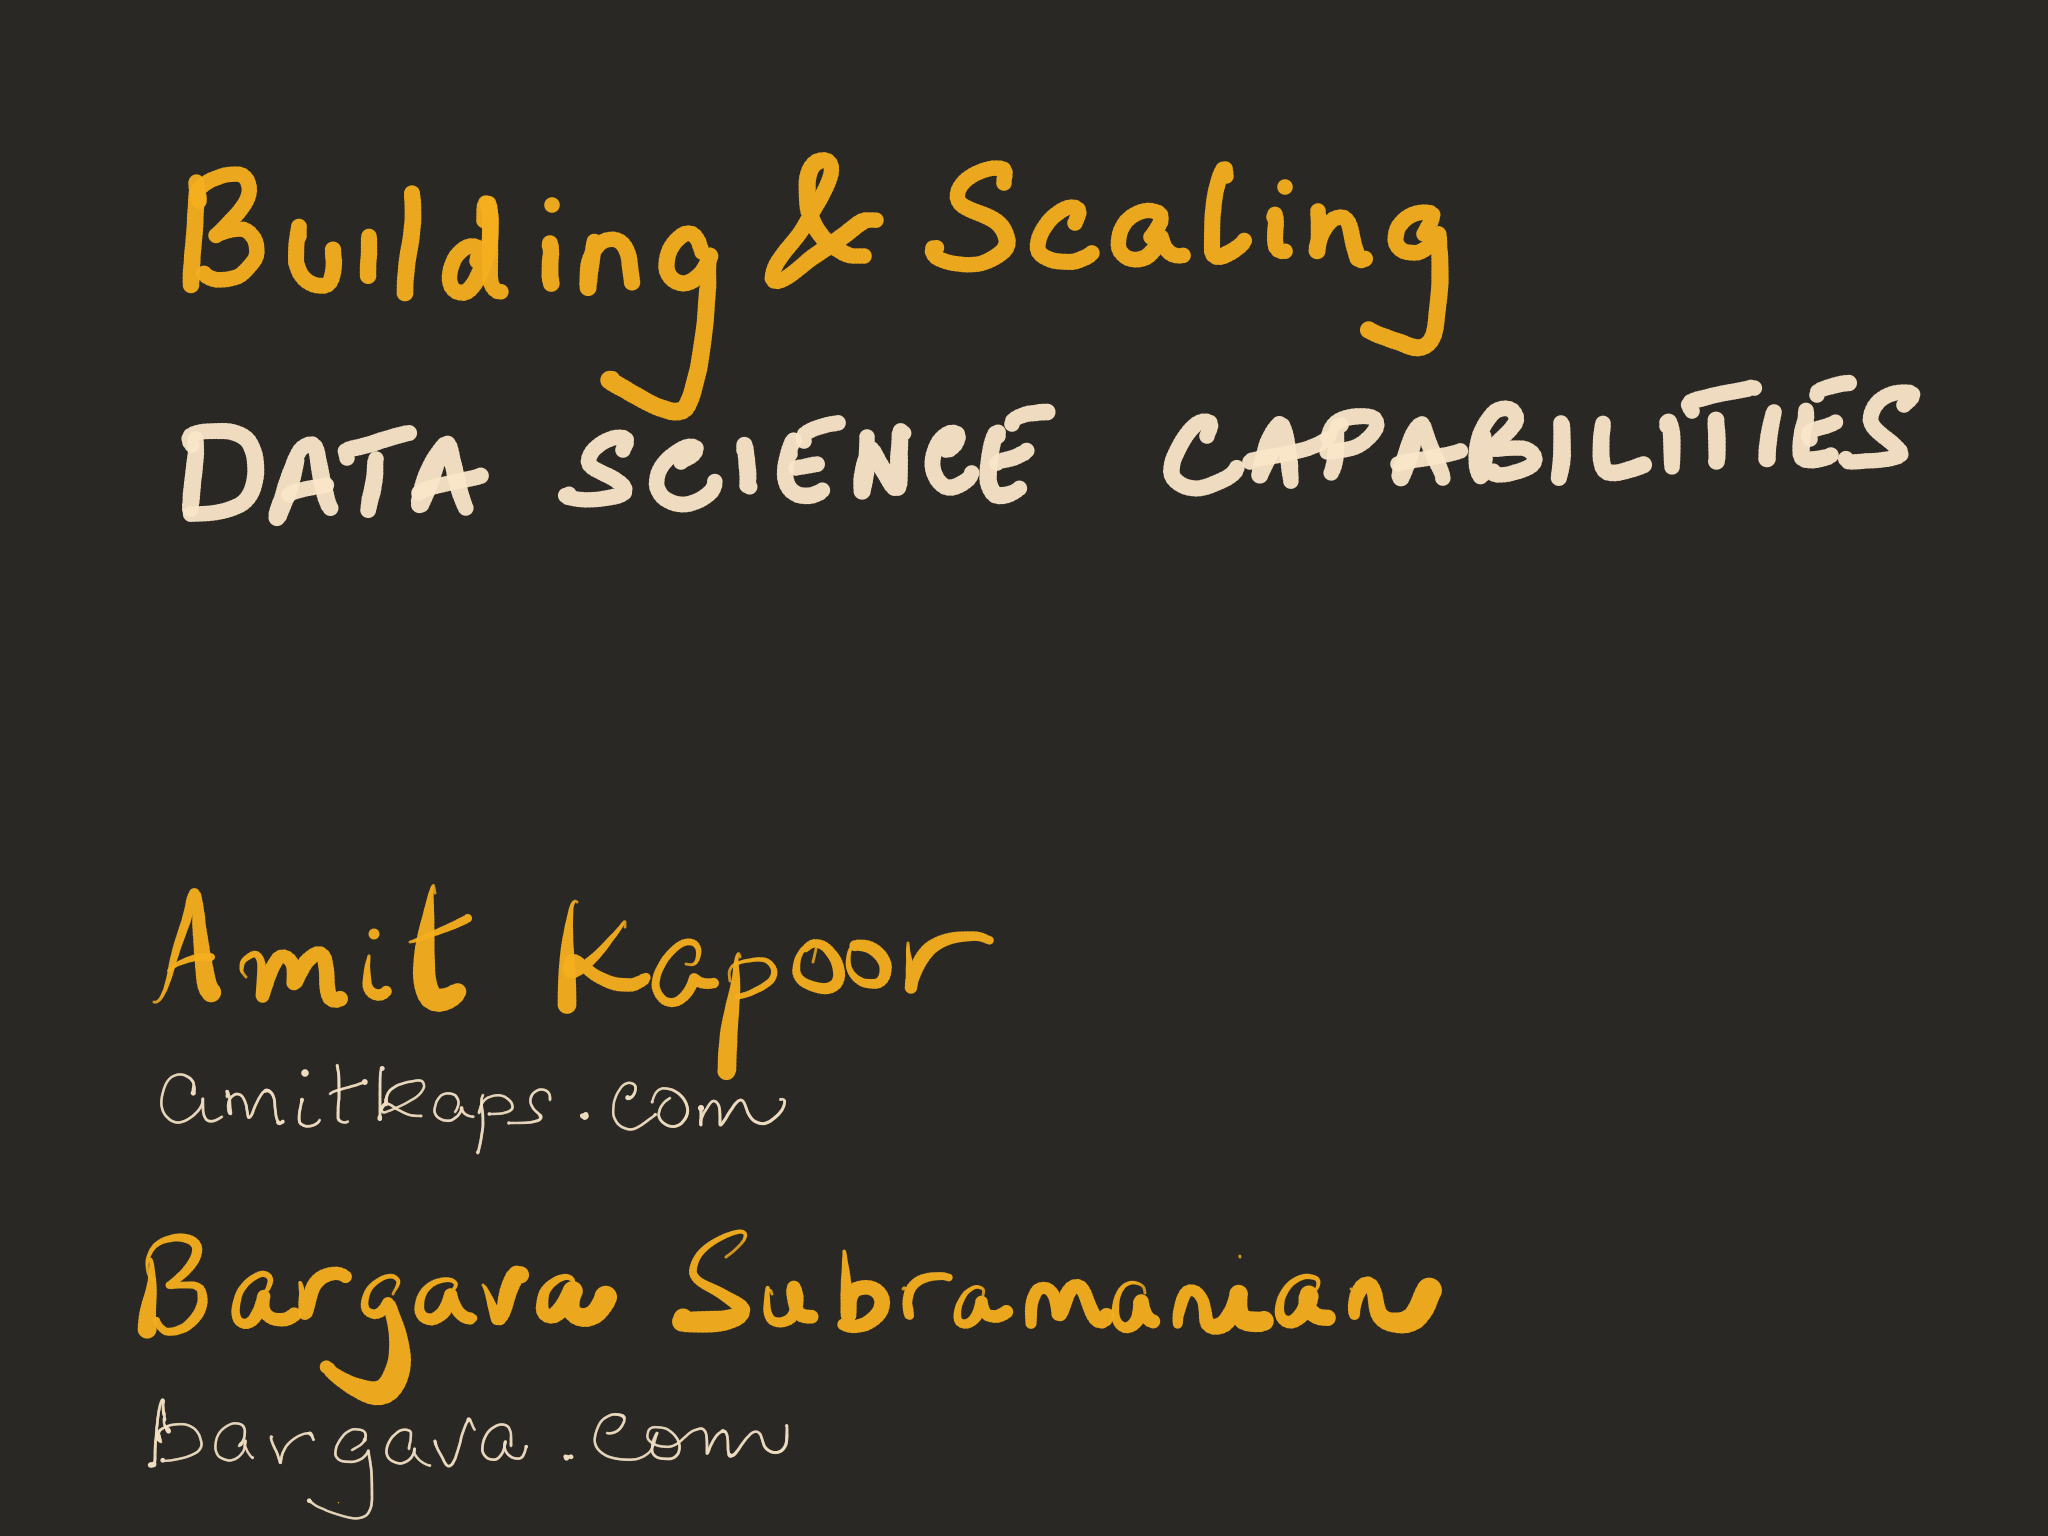 Building & Scaling
DATA SCIENCE CAPABILITIES
Amit Kapoor
amitkaps.com
Bargava Subramanian
bargava.com